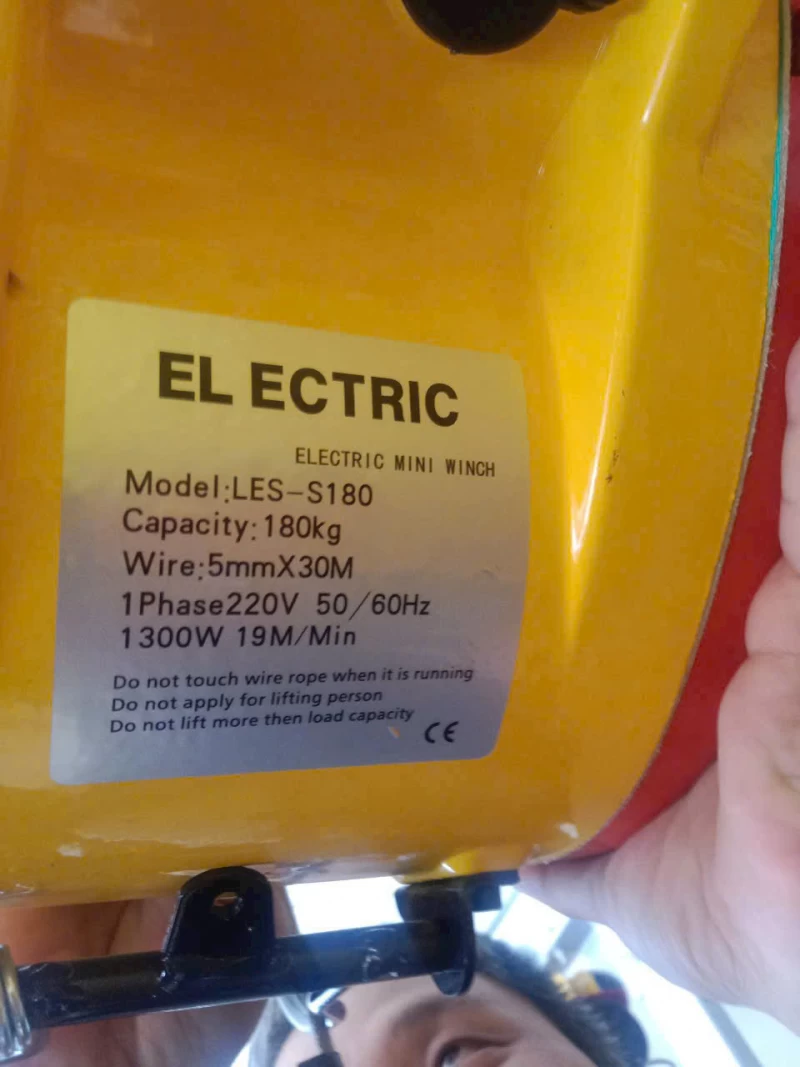 ELECTRIC
ELECTRIC MINI WINCH
Model:LES-S180
Capacity:180kg
Wire:5mmX30M
1Phase220V 50/60Hz
1300W 19M/Min
Do not touch wire rope when it is running
Do not apply for lifting person
Do not lift more then load capacity
CE